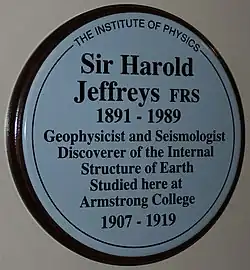 THE INSTITUTE OF PHYSICS
Sir Harold
Jeffreys FRS
1891 - 1989
Geophysicist and Seismologist
Discoverer of the Internal
Structure of Earth
Studied here at
Armstrong College
1907 - 1919